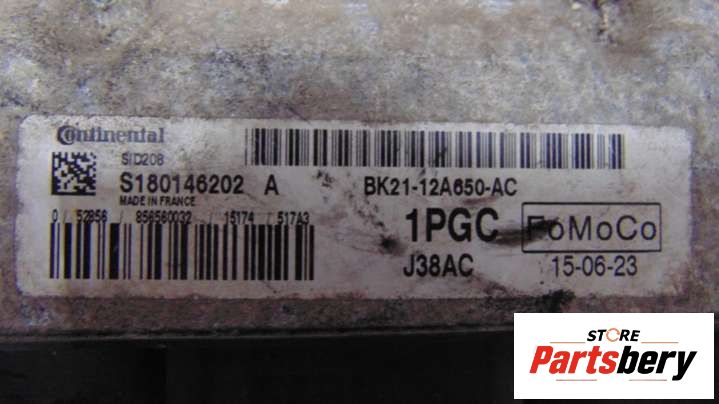 Continental
SID208
S180146202 A
BK21-12A650-AC
MADE IN FRANCE
0 / 52856 / 856560032 / 15174 / 517A3
1PGC
FoMoCo
J38AC
15-06-23
STORE
Partsbery